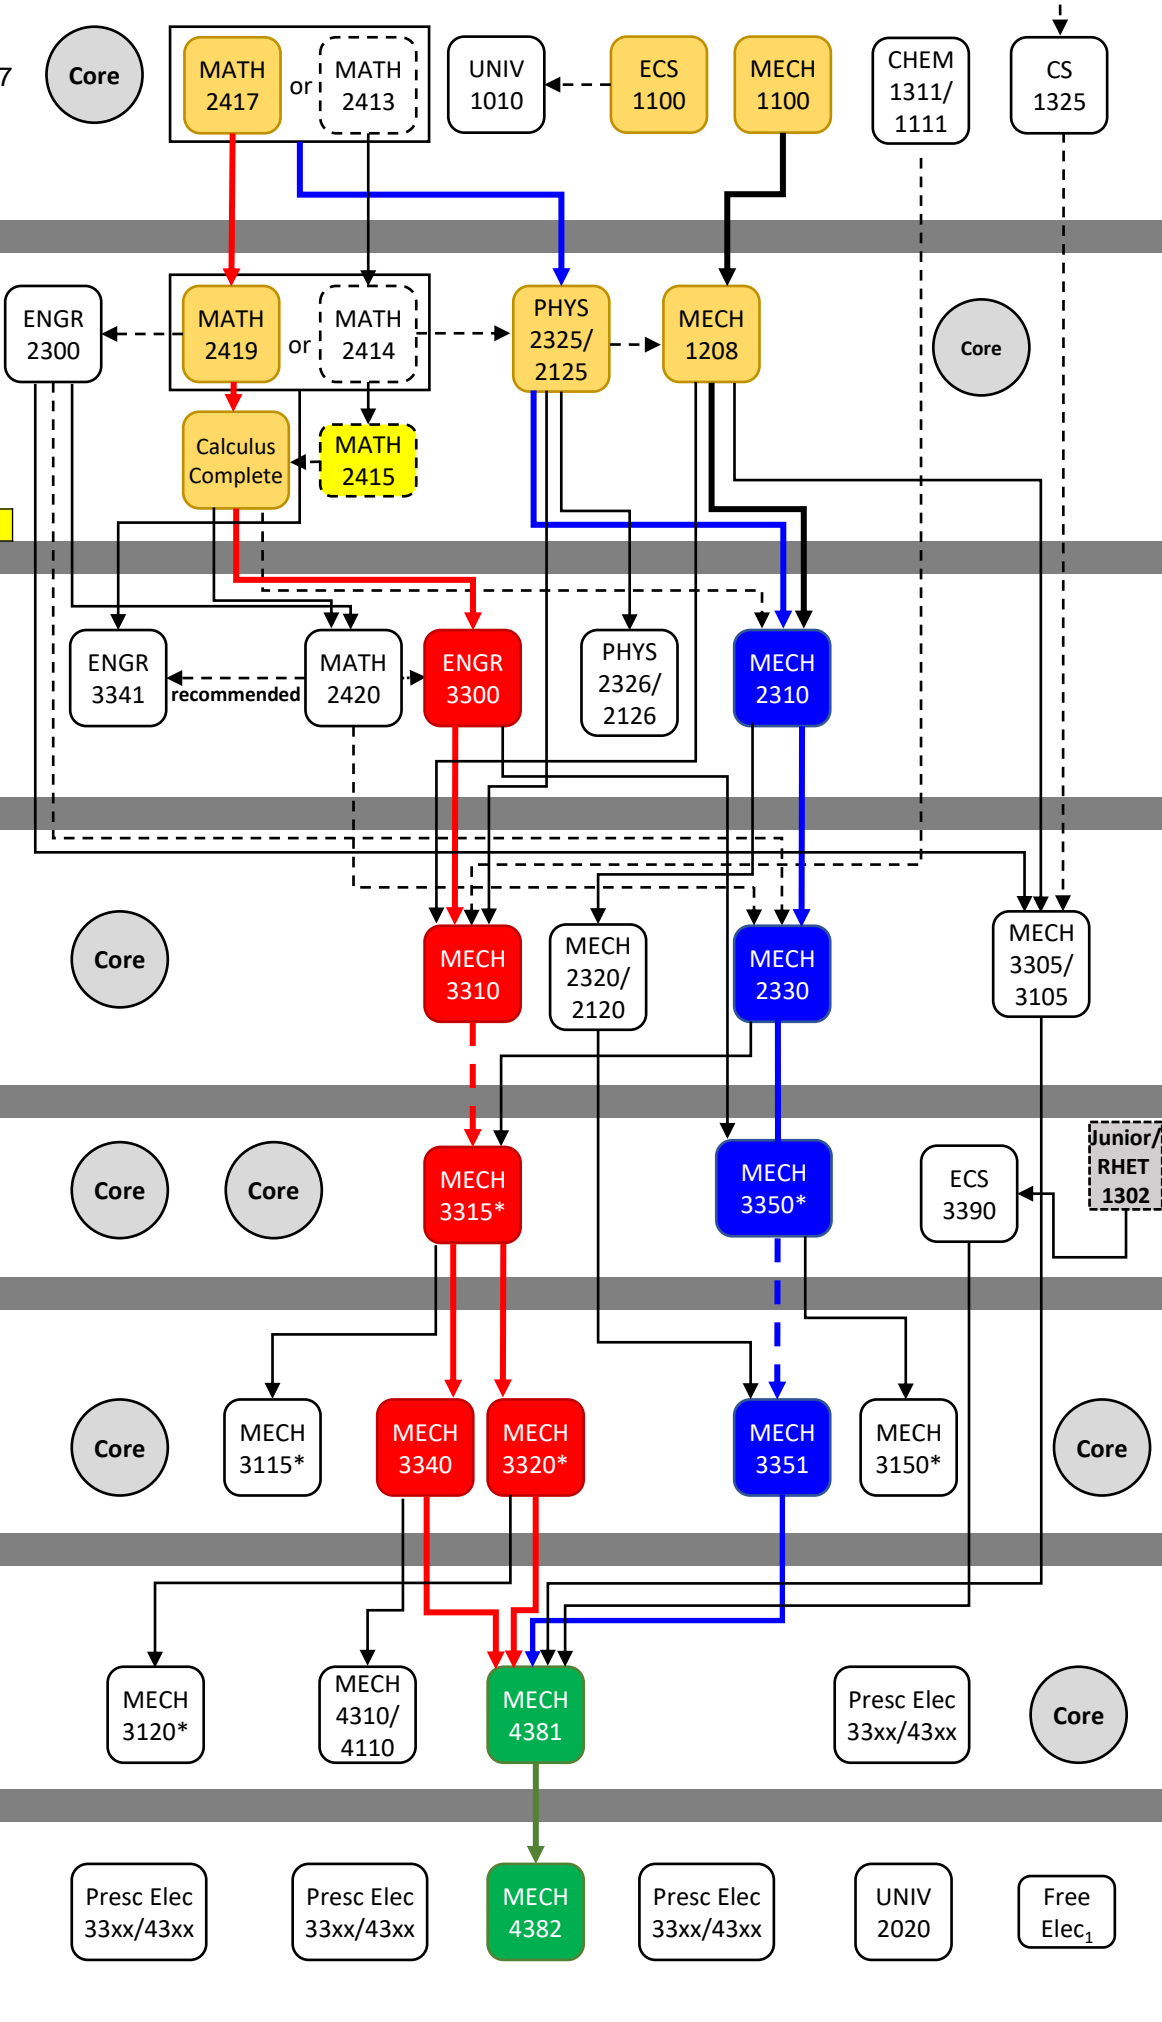 7
Core
MATH
2417
or
MATH
2413
UNIV
1010
ECS
1100
MECH
1100
CHEM
1311/
1111
CS
1325
ENGR
2300
MATH
2419
or
MATH
2414
PHYS
2325/
2125
MECH
1208
Core
Calculus
Complete
MATH
2415
ENGR
3341
recommended
MATH
2420
ENGR
3300
PHYS
2326/
2126
MECH
2310
Core
MECH
3310
MECH
2320/
2120
MECH
2330
MECH
3305/
3105
Core
Core
MECH
3315*
MECH
3350*
ECS
3390
Junior/
RHET
1302
Core
MECH
3115*
MECH
3340
MECH
3320*
MECH
3351
MECH
3150*
Core
MECH
3120*
MECH
4310/
4110
MECH
4381
Presc Elec
33xx/43xx
Core
Presc Elec
33xx/43xx
Presc Elec
33xx/43xx
MECH
4382
Presc Elec
33xx/43xx
UNIV
2020
Free
Elec1